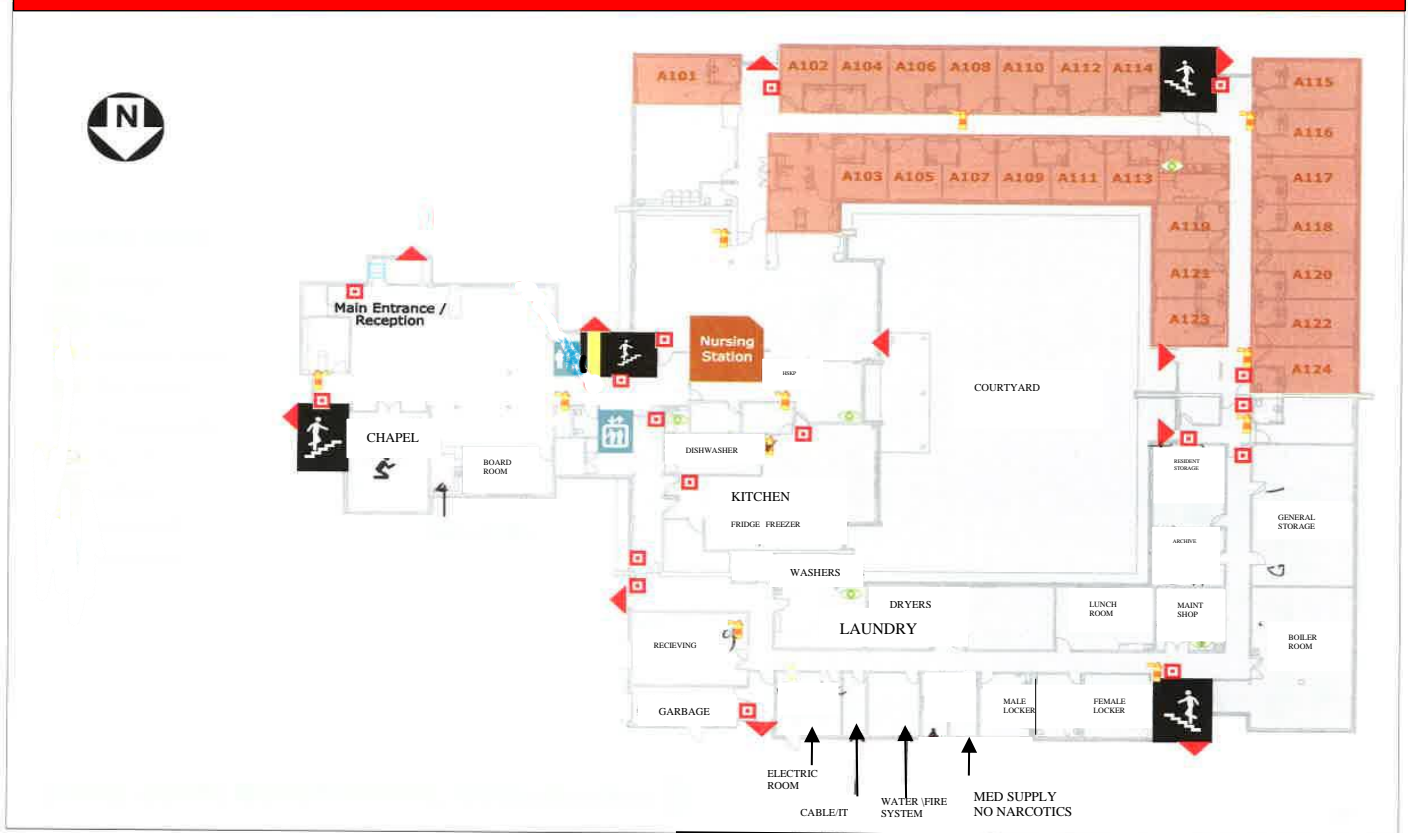 N
A101
A102
A104
A106
A108
A110
A112
A114
A115
A116
A117
A118
A120
A122
A124
A103
A105
A107
A109
A111
A113
A119
A121
A123
Main Entrance /
Reception
Nursing
Station
HSKP
COURTYARD
CHAPEL
BOARD
ROOM
DISHWASHER
KITCHEN
FRIDGE FREEZER
WASHERS
DRYERS
LAUNDRY
LUNCH
ROOM
RESIDENT
STORAGE
ARCHIVE
MAINT
SHOP
GENERAL
STORAGE
BOILER
ROOM
RECIEVING
GARBAGE
MALE
LOCKER
FEMALE
LOCKER
ELECTRIC
ROOM
CABLE/IT
WATER \FIRE
SYSTEM
MED SUPPLY
NO NARCOTICS